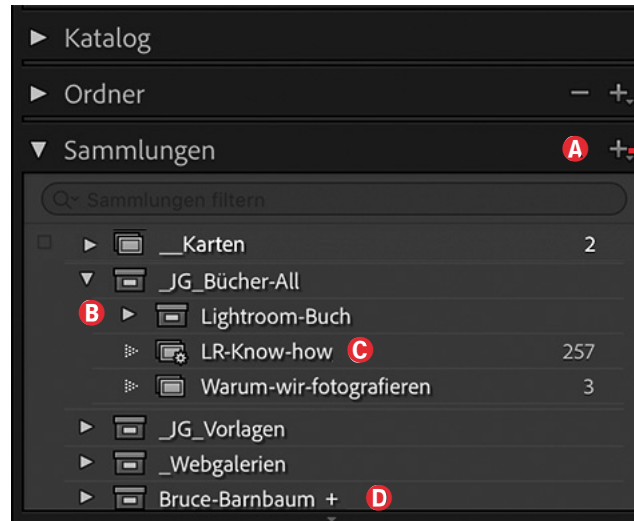 Katalog
Ordner
Sammlungen A
Sammlungen filtern
__Karten 2
_JG_Bücher-All
B Lightroom-Buch
LR-Know-how C 257
Warum-wir-fotografieren 3
_JG_Vorlagen
_Webgalerien
Bruce-Barnbaum + D